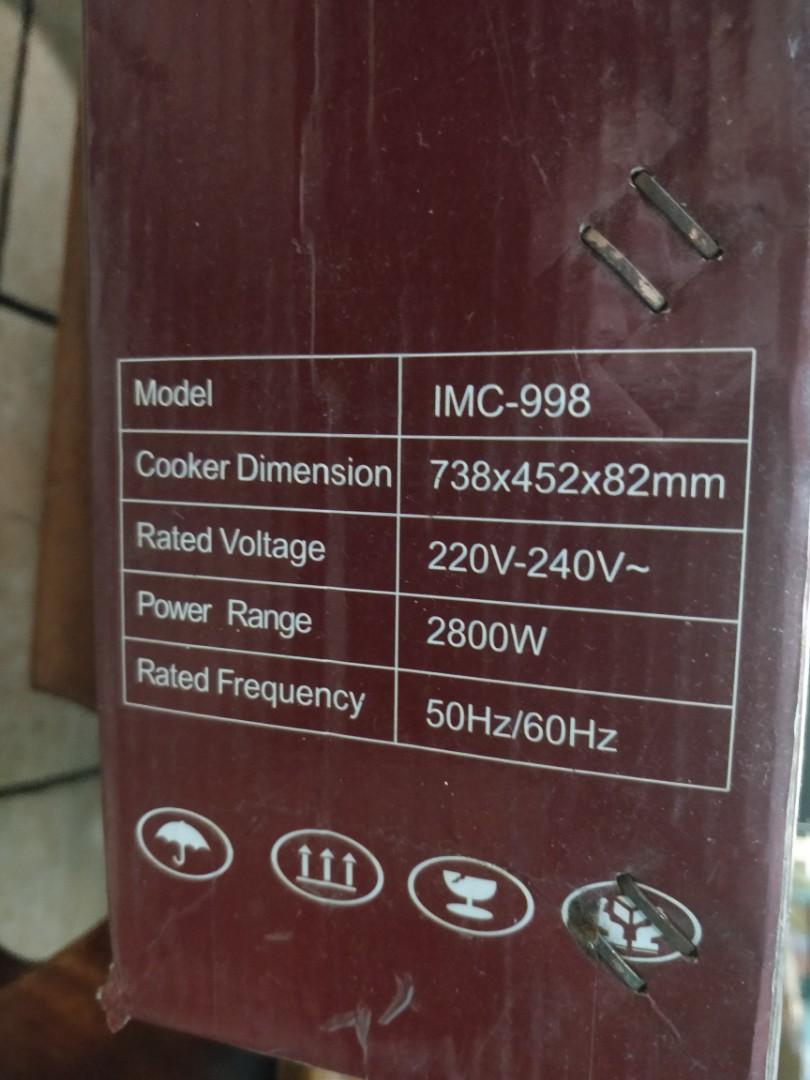 Model IMC-998
Cooker Dimension 738x452x82mm
Rated Voltage 220V-240V~
Power Range 2800W
Rated Frequency 50Hz/60Hz